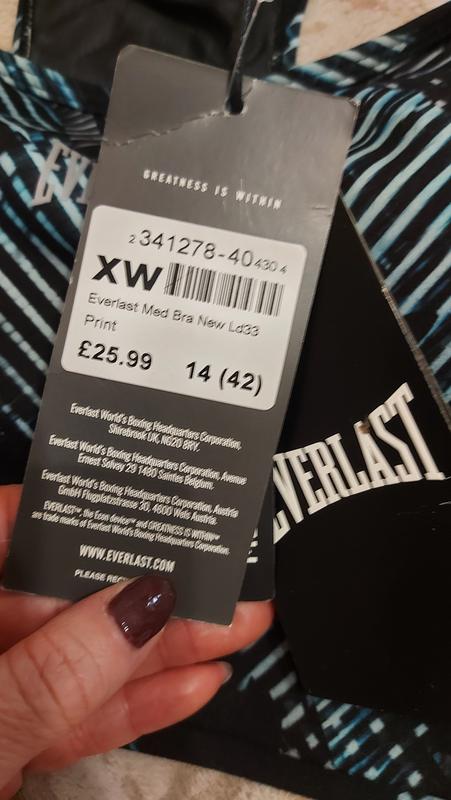 GREATNESS IS WITHIN
2 341278-40 430 4
XW
Everlast Med Bra New Ld33
Print
£25.99 14 (42)
Everlast World's Boxing Headquarters Corporation,
Shirebrook UK, NG20 8RY.
Everlast World's Boxing Headquarters Corporation, Avenue
Ernest Solvay 29 1480 Saintes Belgium.
Everlast World's Boxing Headquarters Corporation, Austria
GmbH Flugplatzstrasse 30, 4600 Wels Austria.
EVERLAST™, the Econ device™ and GREATNESS IS WITHIN™
are trade marks of Everlast World's Boxing Headquarters Corporation.
WWW.EVERLAST.COM
PLEASE
EVERLAST